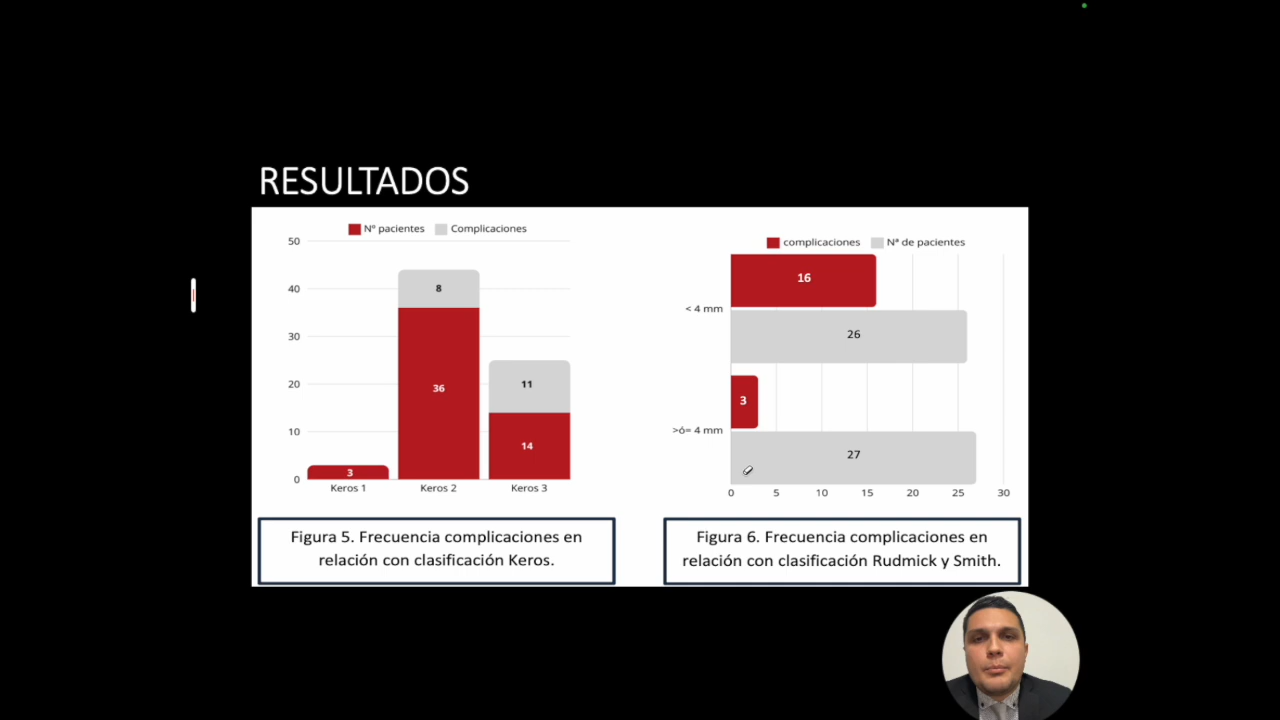 RESULTADOS
Nº pacientes Complicaciones
50
40
30
20
10
0
8
36
11
14
3
Keros 1 Keros 2 Keros 3
Figura 5. Frecuencia complicaciones en
relación con clasificación Keros.
complicaciones Nª de pacientes
16
< 4 mm
26
3
>ó= 4 mm
27
0 5 10 15 20 25 30
Figura 6. Frecuencia complicaciones en
relación con clasificación Rudmick y Smith.